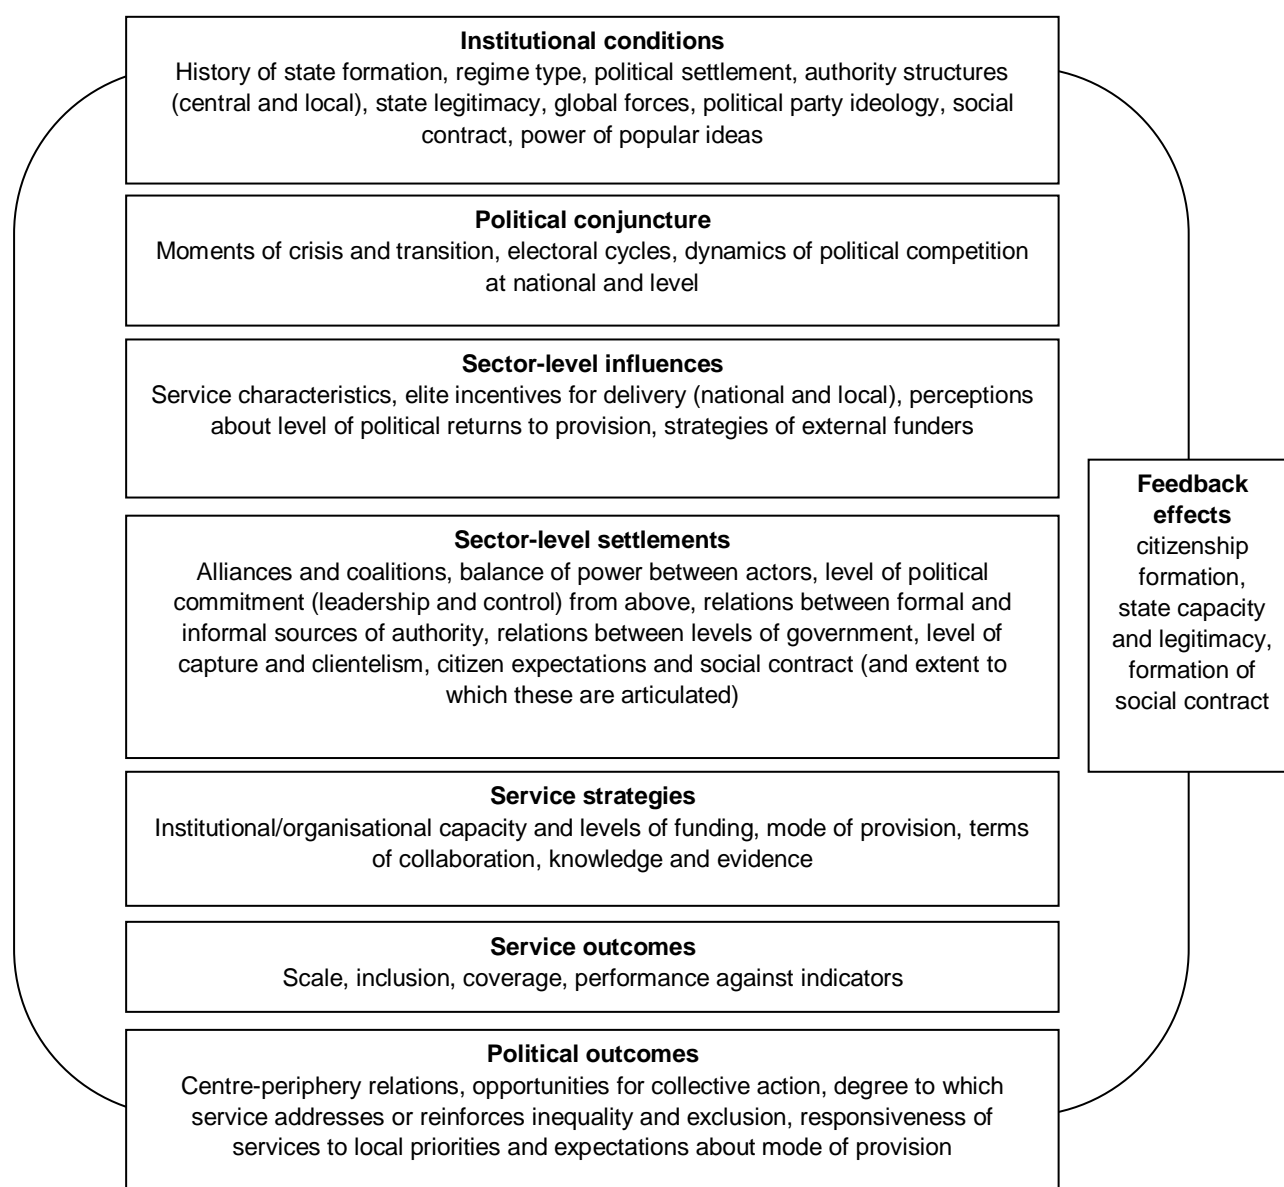 Institutional conditions
History of state formation, regime type, political settlement, authority structures
(central and local), state legitimacy, global forces, political party ideology, social
contract, power of popular ideas
Political conjuncture
Moments of crisis and transition, electoral cycles, dynamics of political competition
at national and level
Sector-level influences
Service characteristics, elite incentives for delivery (national and local), perceptions
about level of political returns to provision, strategies of external funders
Feedback
effects
citizenship
formation,
state capacity
and legitimacy,
formation of
social contract
Sector-level settlements
Alliances and coalitions, balance of power between actors, level of political
commitment (leadership and control) from above, relations between formal and
informal sources of authority, relations between levels of government, level of
capture and clientelism, citizen expectations and social contract (and extent to
which these are articulated)
Service strategies
Institutional/organisational capacity and levels of funding, mode of provision, terms
of collaboration, knowledge and evidence
Service outcomes
Scale, inclusion, coverage, performance against indicators
Political outcomes
Centre-periphery relations, opportunities for collective action, degree to which
service addresses or reinforces inequality and exclusion, responsiveness of
services to local priorities and expectations about mode of provision